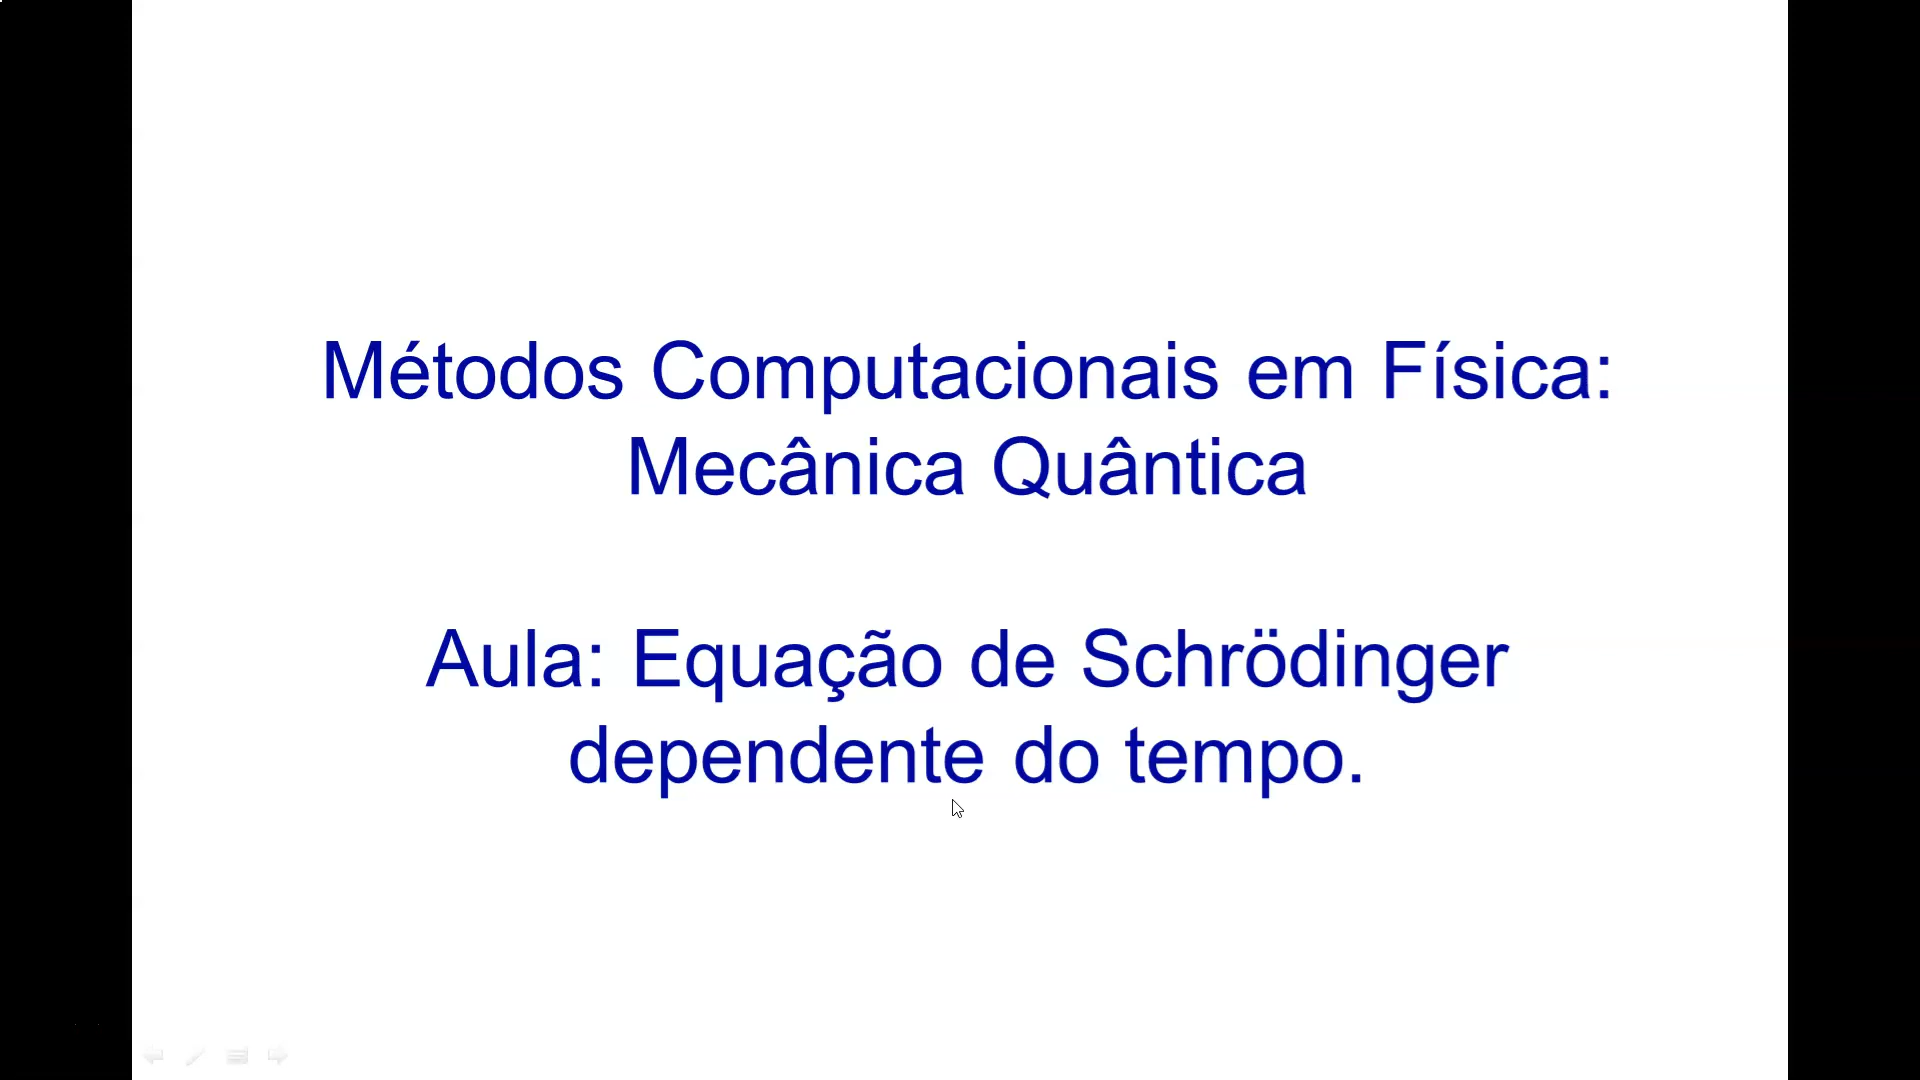 Métodos Computacionais em Física:
Mecânica Quântica
Aula: Equação de Schrödinger
dependente do tempo.